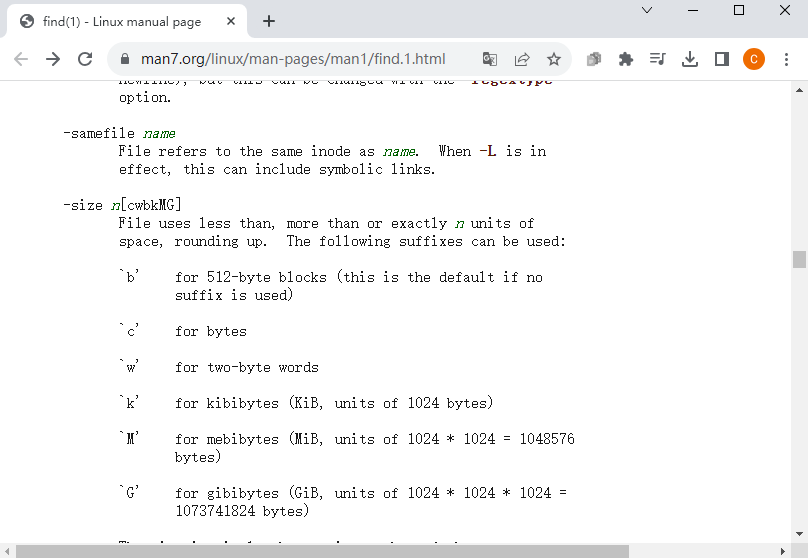 find(1) - Linux manual page
man7.org/linux/man-pages/man1/find.1.html
C
newline), but this can be changed with the -regextype
option.
-samefile name
File refers to the same inode as name. When -L is in
effect, this can include symbolic links.
-size n[cwbkMG]
File uses less than, more than or exactly n units of
space, rounding up. The following suffixes can be used:
`b' for 512-byte blocks (this is the default if no
suffix is used)
`c' for bytes
`w' for two-byte words
`k' for kibibytes (KiB, units of 1024 bytes)
`M' for mebibytes (MiB, units of 1024 * 1024 = 1048576
bytes)
`G' for gibibytes (GiB, units of 1024 * 1024 * 1024 =
1073741824 bytes)